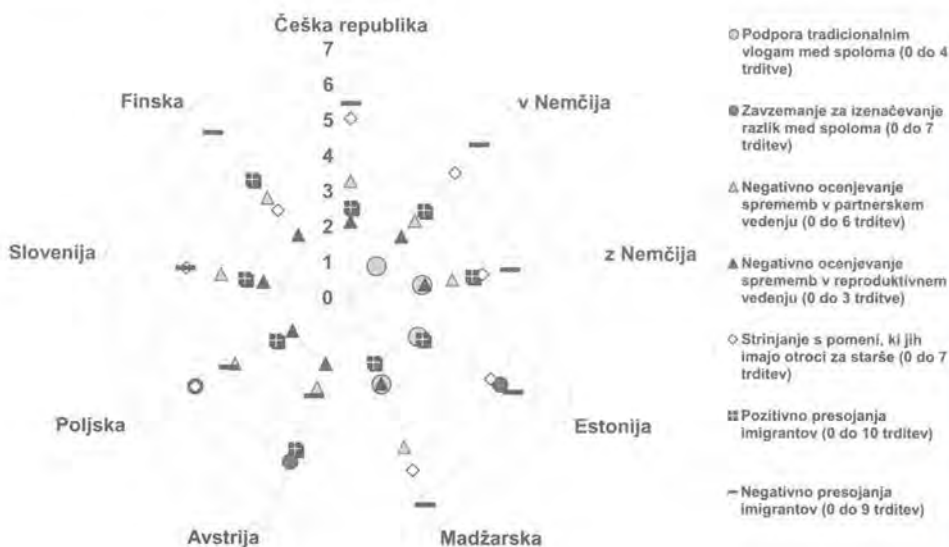 Češka republika
7
6
5
4
3
2
1
0
v Nemčija
z Nemčija
Estonija
Madžarska
Avstrija
Poljska
Slovenija
Finska
Podpora tradicionalnim
vlogam med spoloma (0 do 4
trditve)
Zavzemanje za izenačevanje
razlik med spoloma (0 do 7
trditev)
Negativno ocenjevanje
sprememb v partnerskem
vedenju (0 do 6 trditev)
Negativno ocenjevanje
sprememb v reproduktivnem
vedenju (0 do 3 trditve)
Strinjanje s pomeni, ki jih
imajo otroci za starše (0 do 7
trditev)
Pozitivno presojanja
imigrantov (0 do 10 trditev)
Negativno presojanja
imigrantov (0 do 9 trditev)